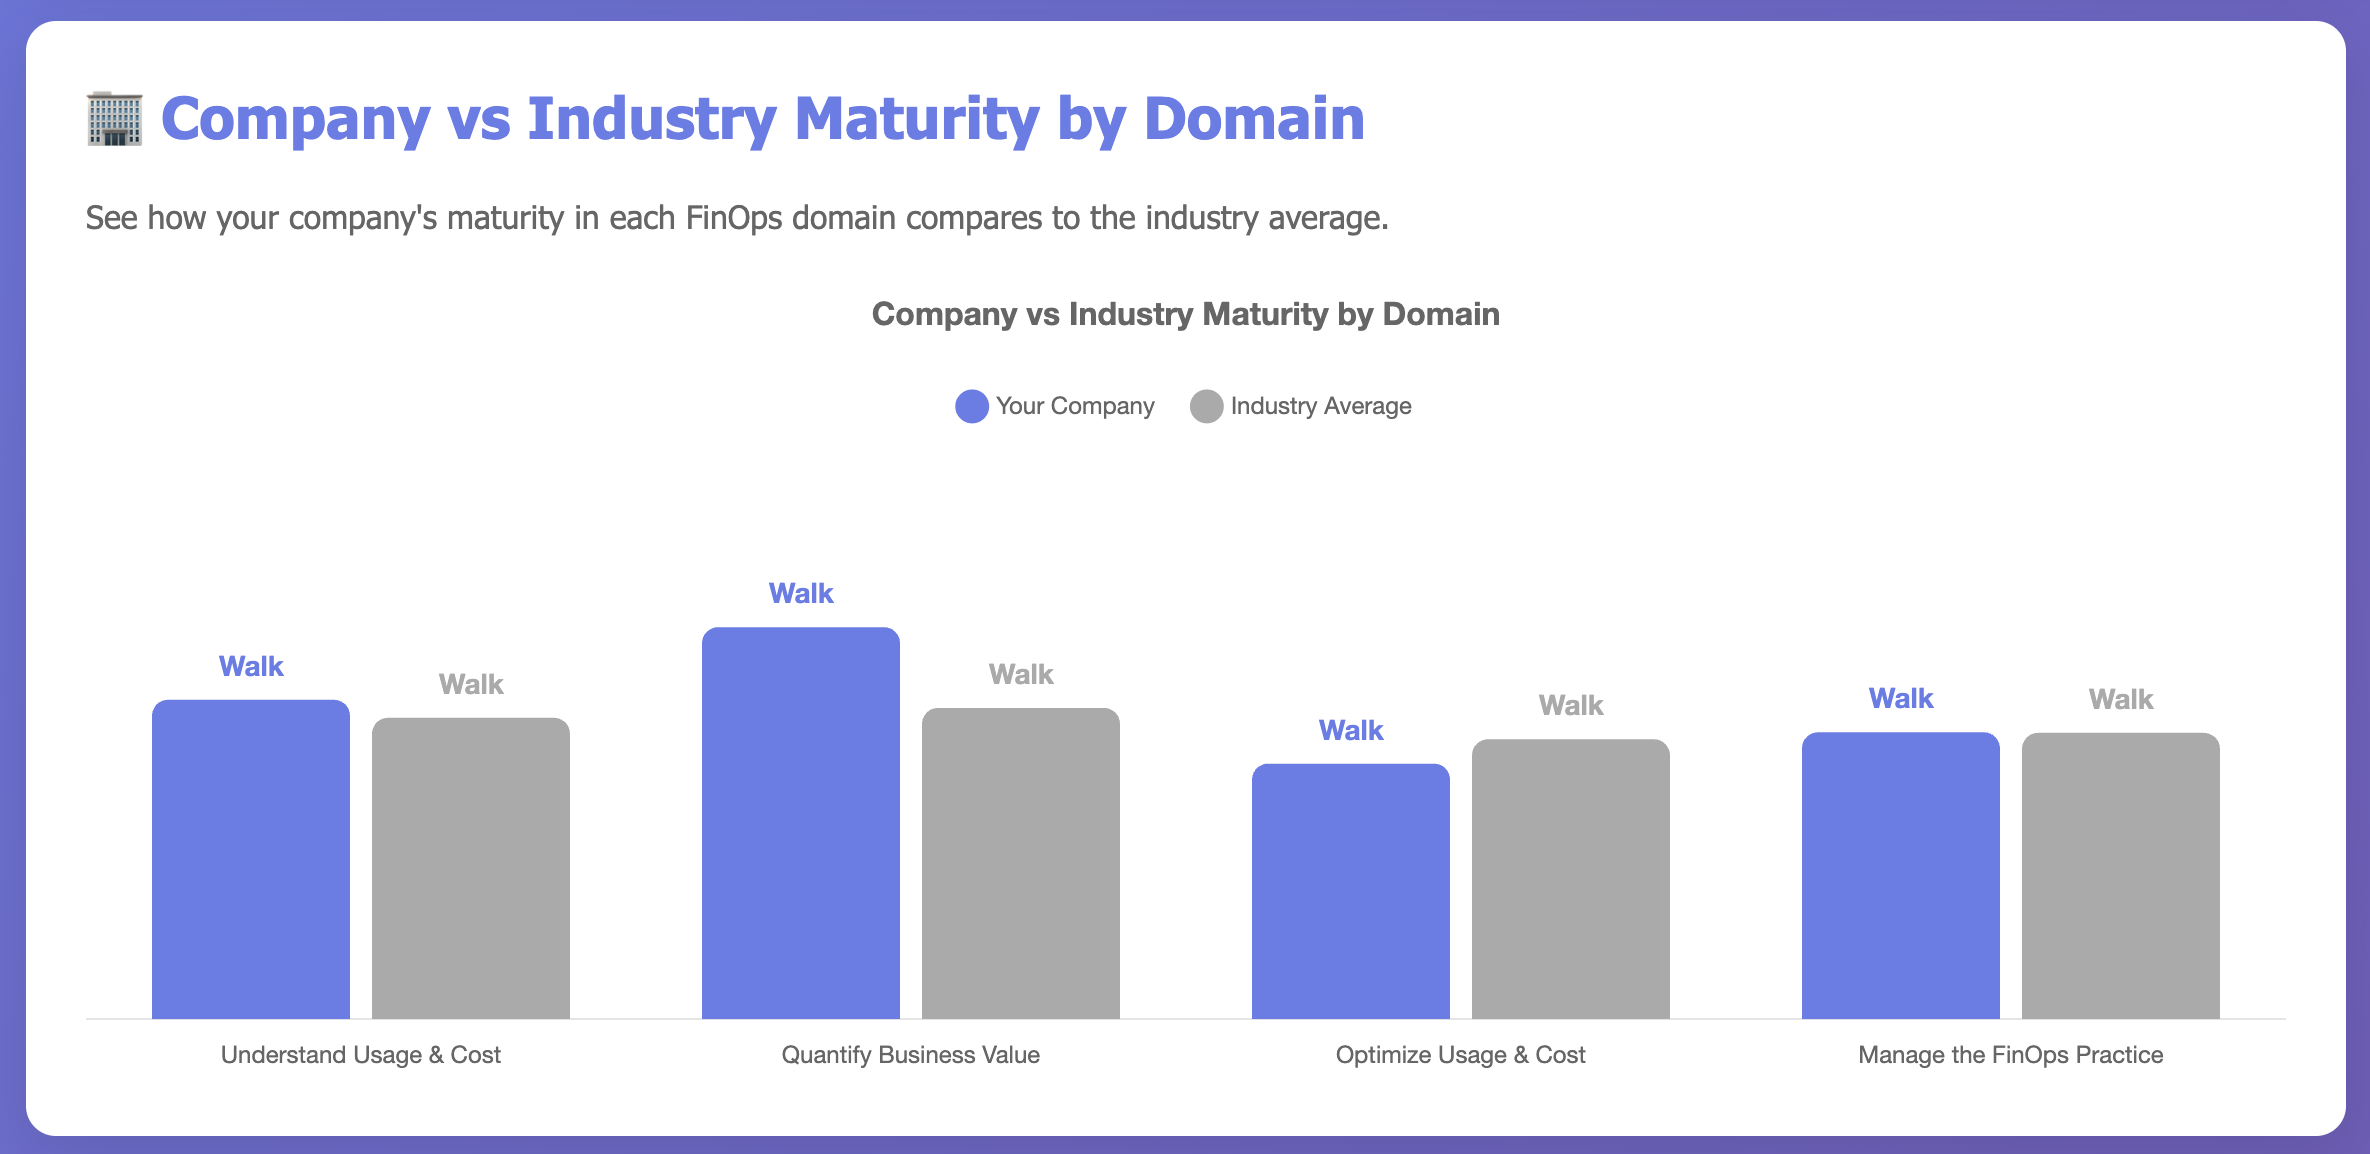 Company vs Industry Maturity by Domain
See how your company's maturity in each FinOps domain compares to the industry average.
Company vs Industry Maturity by Domain
Your Company Industry Average
Walk Walk Walk Walk Walk Walk Walk Walk
Understand Usage & Cost Quantify Business Value Optimize Usage & Cost Manage the FinOps Practice